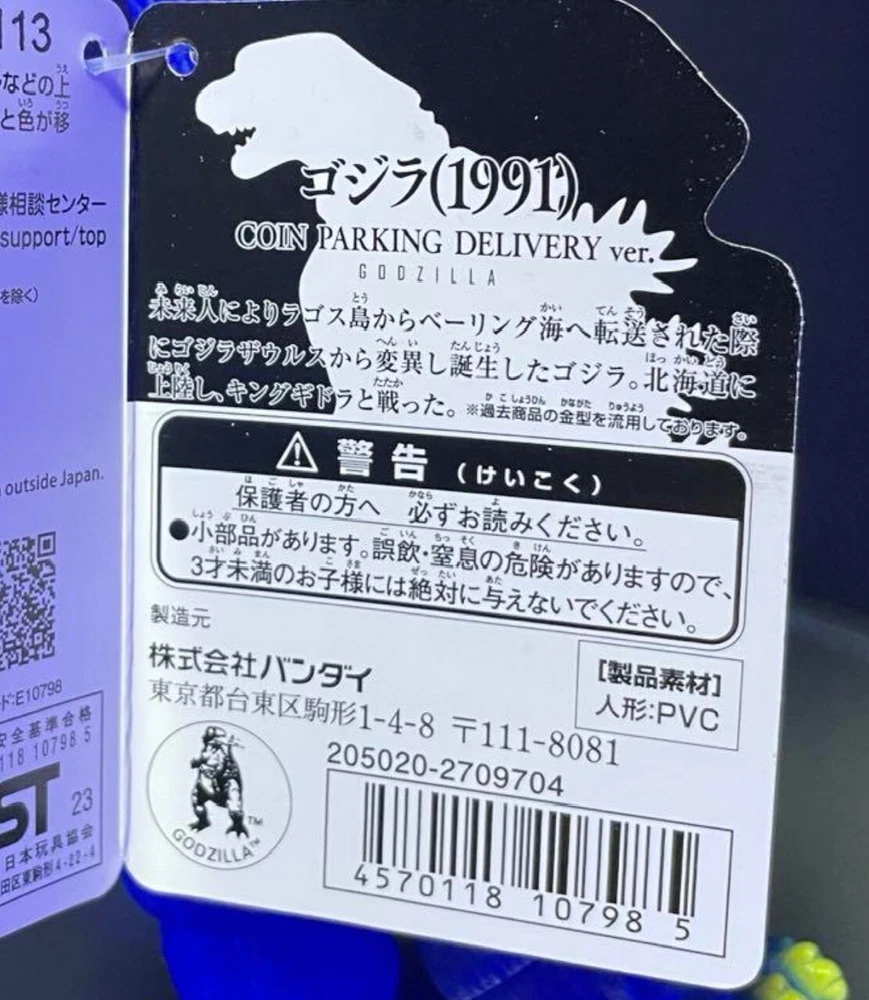 113
などの上
と色が移
様相談センター
support/top
を除く）
outside Japan.
ド:E10798
安全基準合格
118 10798 5
ST 23
日本玩具協会
田区東駒形4-22-4
ゴジラ(1991)
COIN PARKING DELIVERY ver.
GODZILLA
未来人によりラゴス島からベーリング海へ転送された際
にゴジラザウルスから変異し誕生したゴジラ。北海道に
上陸し、キングギドラと戦った。※過去商品の金型を流用しております。
⚠警告（けいこく）
保護者の方へ 必ずお読みください。
●小部品があります。誤飲・窒息の危険がありますので、
3才未満のお子様には絶対に与えないでください。
製造元
株式会社バンダイ
東京都台東区駒形1-4-8 〒111-8081
[製品素材]
人形:PVC
205020-2709704
4570118 10798 5
GODZILLA™
TM